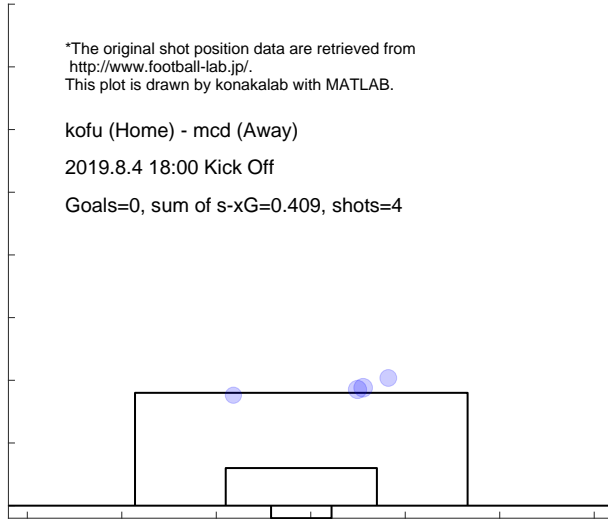 *The original shot position data are retrieved from
http://www.football-lab.jp/.
This plot is drawn by konakalab with MATLAB.
kofu (Home) - mcd (Away)
2019.8.4 18:00 Kick Off
Goals=0, sum of s-xG=0.409, shots=4